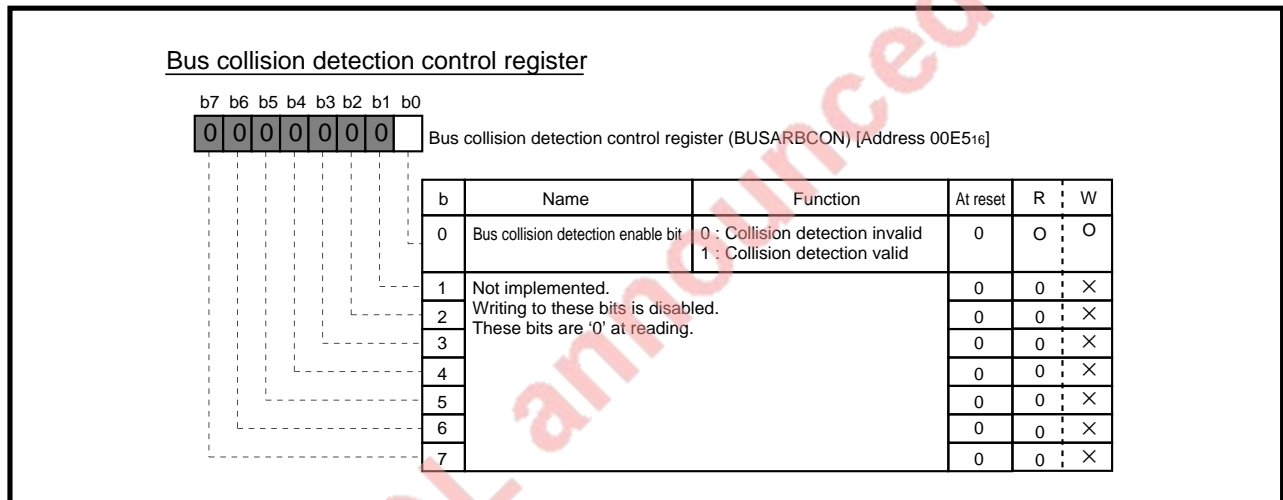 Bus collision detection control register
b7 b6 b5 b4 b3 b2 b1 b0
0 0 0 0 0 0 0
Bus collision detection control register (BUSARBCON) [Address 00E516]
b Name Function At reset R W
0 Bus collision detection enable bit 0 : Collision detection invalid 0 O O
1 : Collision detection valid
1 Not implemented. 0 0 ×
2 Writing to these bits is disabled. 0 0 ×
These bits are ‘0’ at reading.
3 0 0 ×
4 0 0 ×
5 0 0 ×
6 0 0 ×
7 0 0 ×
L announced